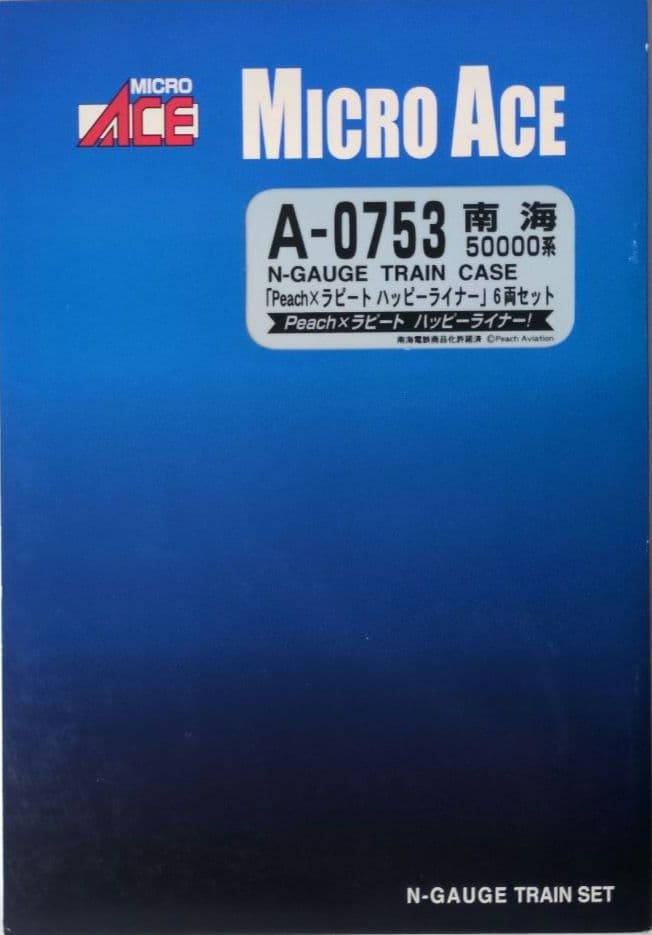 MICRO
ACE
MICRO ACE
A-0753 南海
50000系
N-GAUGE TRAIN CASE
「Peach×ラピート ハッピーライナー」6両セット
Peach×ラピート ハッピーライナー!
南海電鉄商品化許諾済 ©Peach Aviation
N-GAUGE TRAIN SET